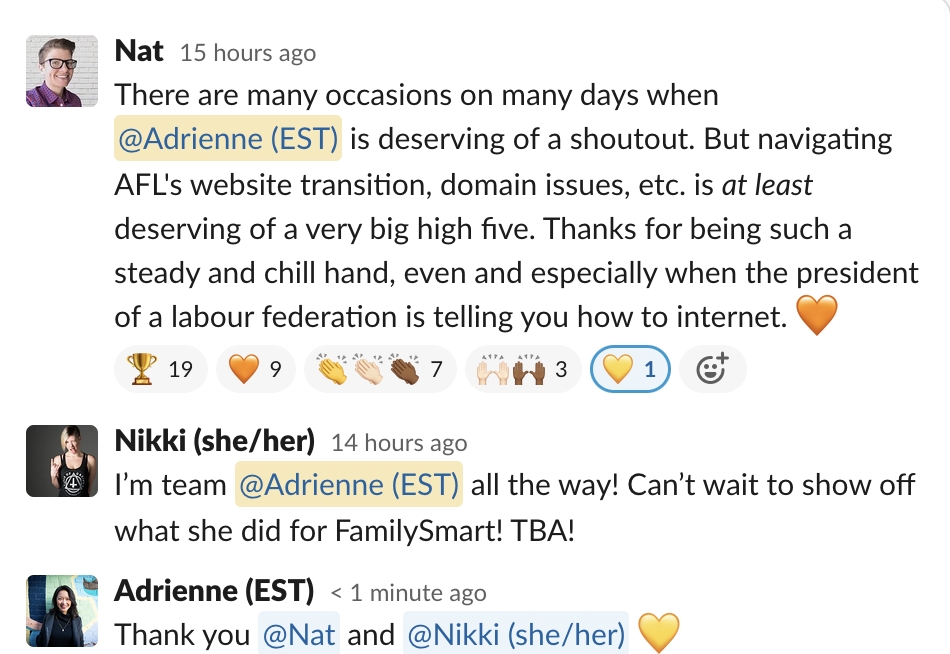 Nat 15 hours ago
There are many occasions on many days when
@Adrienne (EST) is deserving of a shoutout. But navigating
AFL's website transition, domain issues, etc. is at least
deserving of a very big high five. Thanks for being such a
steady and chill hand, even and especially when the president
of a labour federation is telling you how to internet. 🧡
🏆 19 🧡 9 👏👏🏻👏🏾 7 🙌🏻🙌🏾 3 💛 1
Nikki (she/her) 14 hours ago
I’m team @Adrienne (EST) all the way! Can’t wait to show off
what she did for FamilySmart! TBA!
Adrienne (EST) < 1 minute ago
Thank you @Nat and @Nikki (she/her) 💛